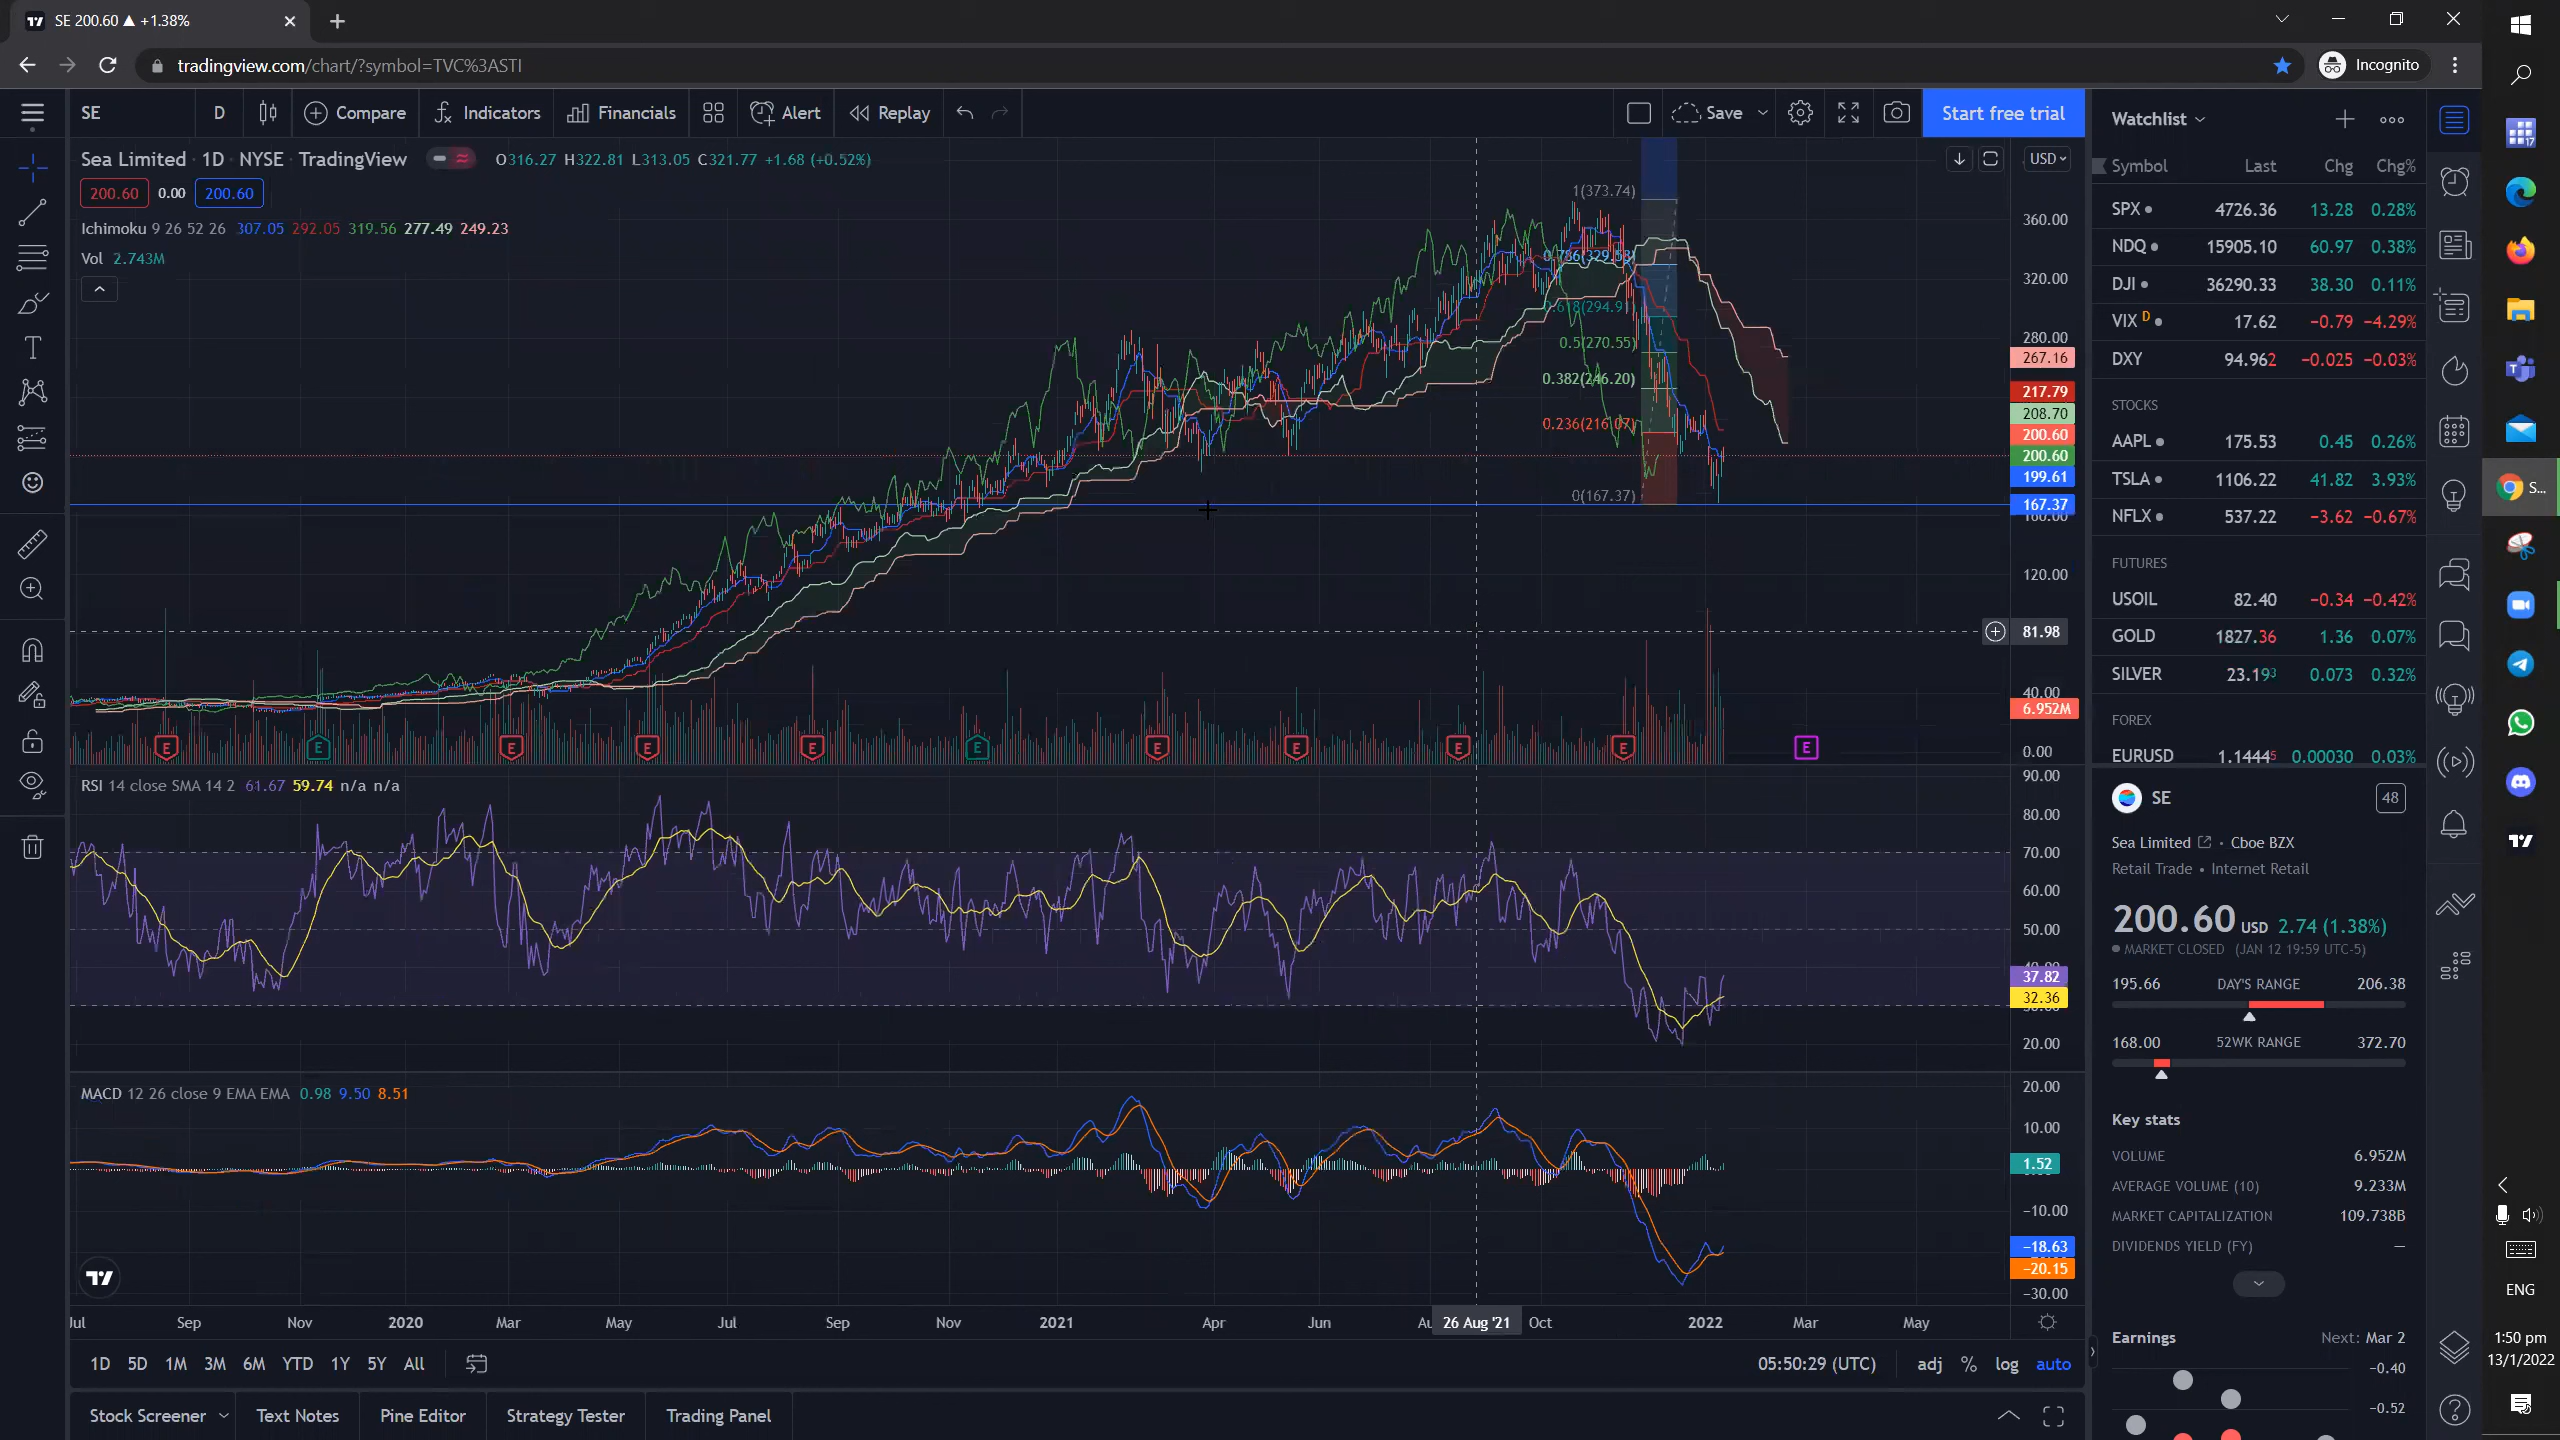 SE 200.60 ▲ +1.38%
tradingview.com/chart/?symbol=TVC%3ASTI
Incognito
SE D Compare Indicators Financials Alert Replay Save Start free trial
Sea Limited · 1D · NYSE · TradingView O316.27 H322.81 L313.05 C321.77 +1.68 (+0.52%)
USD
200.60 0.00 200.60
Ichimoku 9 26 52 26 307.05 292.05 319.56 277.49 249.23
Vol 2.743M
1(373.74)
0.786(329.58)
0.618(294.91)
0.5(270.55)
0.382(246.20)
0.236(216.07)
0(167.37)
360.00
320.00
280.00
267.16
217.79
208.70
200.60
200.60
199.61
167.37
160.00
120.00
81.98
40.00
6.952M
0.00
E E E E E E E E E E E
RSI 14 close SMA 14 2 61.67 59.74 n/a n/a
90.00
80.00
70.00
60.00
50.00
37.82
32.36
20.00
MACD 12 26 close 9 EMA EMA 0.98 9.50 8.51
20.00
10.00
1.52
−10.00
−18.63
−20.15
−30.00
Jul Sep Nov 2020 Mar May Jul Sep Nov 2021 Apr Jun 26 Aug '21 Oct 2022 Mar May
1D 5D 1M 3M 6M YTD 1Y 5Y All
05:50:29 (UTC) adj % log auto
Stock Screener Text Notes Pine Editor Strategy Tester Trading Panel
Watchlist
Symbol Last Chg Chg%
SPX 4726.36 13.28 0.28%
NDQ 15905.10 60.97 0.38%
DJI 36290.33 38.30 0.11%
VIX D 17.62 −0.79 −4.29%
DXY 94.962 −0.025 −0.03%
STOCKS
AAPL 175.53 0.45 0.26%
TSLA 1106.22 41.82 3.93%
NFLX 537.22 −3.62 −0.67%
FUTURES
USOIL 82.40 −0.34 −0.42%
GOLD 1827.36 1.36 0.07%
SILVER 23.193 0.073 0.32%
FOREX
EURUSD 1.14445 0.00030 0.03%
SE 48
Sea Limited · Cboe BZX
Retail Trade • Internet Retail
200.60 USD 2.74 (1.38%)
MARKET CLOSED (JAN 12 19:59 UTC-5)
195.66 DAY'S RANGE 206.38
168.00 52WK RANGE 372.70
Key stats
VOLUME 6.952M
AVERAGE VOLUME (10) 9.233M
MARKET CAPITALIZATION 109.738B
DIVIDENDS YIELD (FY) —
Earnings Next: Mar 2
−0.40
−0.52
17
S...
ENG
1:50 pm
13/1/2022